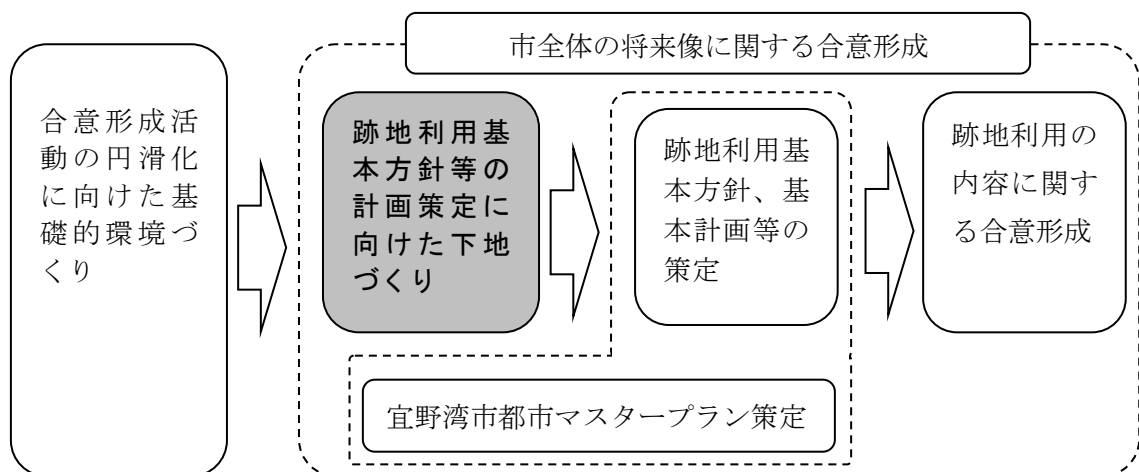 市全体の将来像に関する合意形成
合意形成活
動の円滑化
に向けた基
礎的環境づ
くり
跡地利用基
本方針等の
計画策定に
向けた下地
づくり
跡地利用基
本方針、基
本計画等の
策定
跡地利用の
内容に関す
る合意形成
宜野湾市都市マスタープラン策定